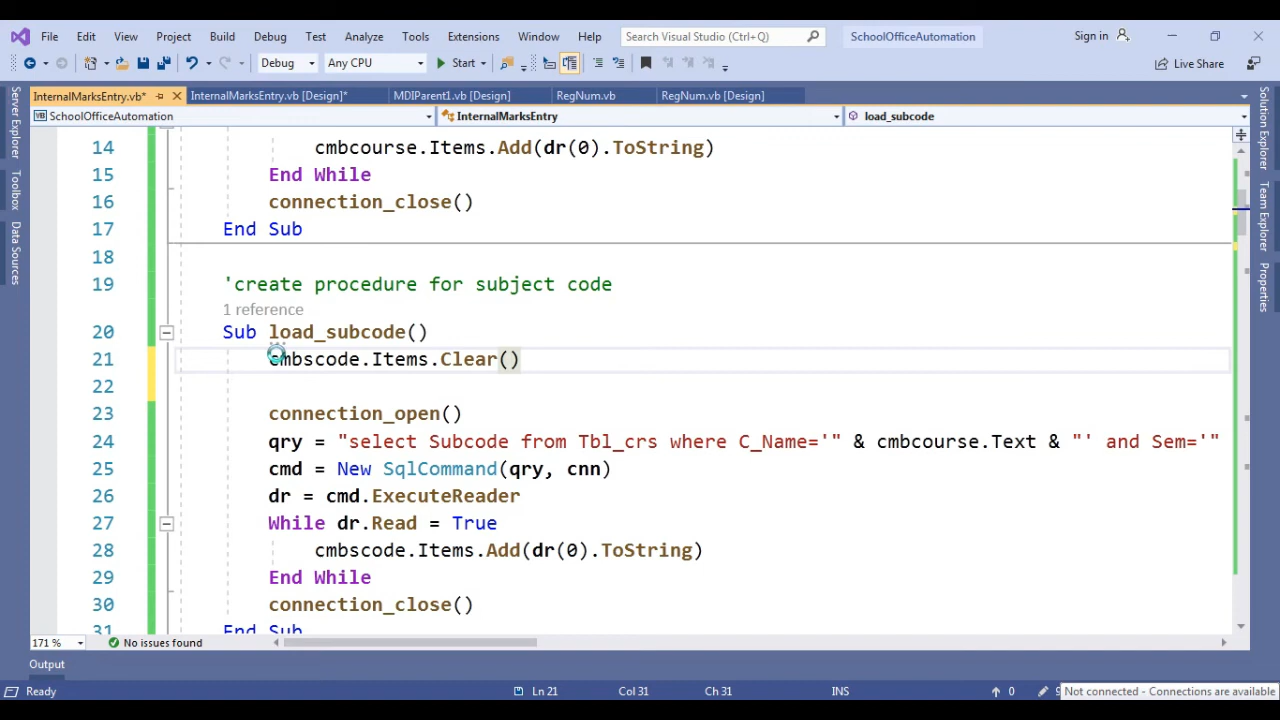 File Edit View Project Build Debug Test Analyze Tools Extensions Window Help Search Visual Studio (Ctrl+Q) SchoolOfficeAutomation Sign in
Debug Any CPU Start Live Share
InternalMarksEntry.vb* InternalMarksEntry.vb [Design]* MDIParent1.vb [Design] RegNum.vb RegNum.vb [Design]
SchoolOfficeAutomation InternalMarksEntry load_subcode
Server Explorer
Toolbox
Data Sources
14 cmbcourse.Items.Add(dr(0).ToString)
15 End While
16 connection_close()
17 End Sub
18
19 'create procedure for subject code
1 reference
20 Sub load_subcode()
21 cmbscode.Items.Clear()
22
23 connection_open()
24 qry = "select Subcode from Tbl_crs where C_Name='" & cmbcourse.Text & "' and Sem='"
25 cmd = New SqlCommand(qry, cnn)
26 dr = cmd.ExecuteReader
27 While dr.Read = True
28 cmbscode.Items.Add(dr(0).ToString)
29 End While
30 connection_close()
31 End Sub
Solution Explorer
Team Explorer
Properties
171 % No issues found
Output
Ready Ln 21 Col 31 Ch 31 INS 0 Not connected - Connections are available